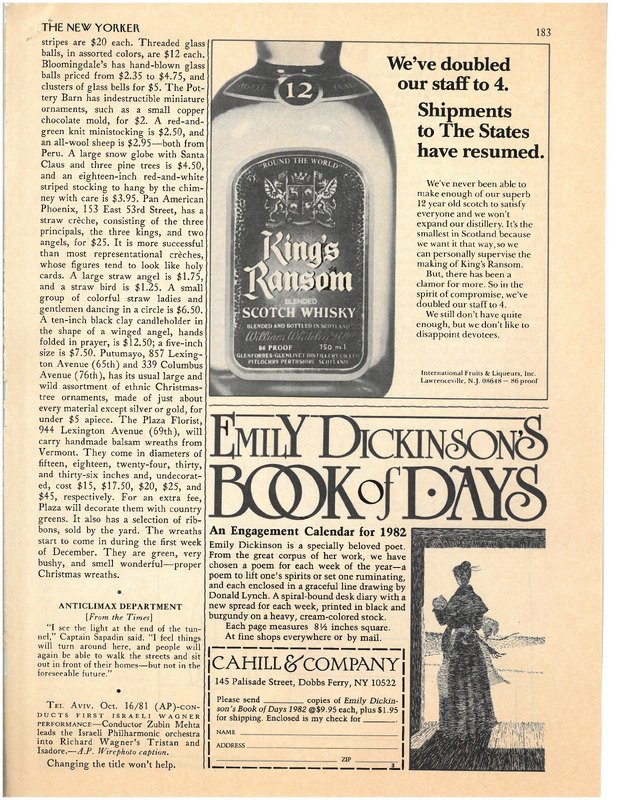 THE NEW YORKER
183
stripes are $20 each. Threaded glass
balls, in assorted colors, are $12 each.
Bloomingdale's has hand-blown glass
balls priced from $2.35 to $4.75, and
clusters of glass bells for $5. The Pot-
tery Barn has indestructible miniature
ornaments, such as a small copper
chocolate mold, for $2. A red-and-
green knit ministocking is $2.50, and
an all-wool sheep is $2.95—both from
Peru. A large snow globe with Santa
Claus and three pine trees is $4.50,
and an eighteen-inch red-and-white
striped stocking to hang by the chim-
ney with care is $3.95. Pan American
Phoenix, 153 East 53rd Street, has a
straw crèche, consisting of the three
principals, the three kings, and two
angels, for $25. It is more successful
than most representational crèches,
whose figures tend to look like holy
cards. A large straw angel is $1.75,
and a straw bird is $1.25. A small
group of colorful straw ladies and
gentlemen dancing in a circle is $6.50.
A ten-inch black clay candleholder in
the shape of a winged angel, hands
folded in prayer, is $12.50; a five-inch
size is $7.50. Putumayo, 857 Lexing-
ton Avenue (65th) and 339 Columbus
Avenue (76th), has its usual large and
wild assortment of ethnic Christmas-
tree ornaments, made of just about
every material except silver or gold, for
under $5 apiece. The Plaza Florist,
944 Lexington Avenue (69th), will
carry handmade balsam wreaths from
Vermont. They come in diameters of
fifteen, eighteen, twenty-four, thirty,
and thirty-six inches and, undecorat-
ed, cost $15, $17.50, $20, $25, and
$45, respectively. For an extra fee,
Plaza will decorate them with country
greens. It also has a selection of rib-
bons, sold by the yard. The wreaths
start to come in during the first week
of December. They are green, very
bushy, and smell wonderful—proper
Christmas wreaths.
•
ANTICLIMAX DEPARTMENT
[From the Times]
"I see the light at the end of the tun-
nel," Captain Sapadin said. "I feel things
will turn around here, and people will
again be able to walk the streets and sit
out in front of their homes—but not in the
foreseeable future."
•
TEL AVIV, Oct. 16/81 (AP)-CON-
DUCTS FIRST ISRAELI WAGNER
PERFORMANCE—Conductor Zubin Mehta
leads the Israeli Philharmonic orchestra
into Richard Wagner's Tristan and
Isadore.—A.P. Wirephoto caption.
Changing the title won't help.
12
"ROUND THE WORLD"
King's
Ransom
BLENDED
SCOTCH WHISKY
BLENDED AND BOTTLED IN SCOTLAND
William Whiteley
86 PROOF 750 ml.
GLENFORRES-GLENLIVET DISTILLERY CO. LTD
PITLOCHRY PERTHSHIRE SCOTLAND
We've doubled
our staff to 4.
Shipments
to The States
have resumed.
We've never been able to
make enough of our superb
12 year old scotch to satisfy
everyone and we won't
expand our distillery. It's the
smallest in Scotland because
we want it that way, so we
can personally supervise the
making of King's Ransom.
But, there has been a
clamor for more. So in the
spirit of compromise, we've
doubled our staff to 4.
We still don't have quite
enough, but we don't like to
disappoint devotees.
International Fruits & Liqueurs, Inc.
Lawrenceville, N.J. 08648 — 86 proof
EMILY DICKINSON'S
BOOK of DAYS
An Engagement Calendar for 1982
Emily Dickinson is a specially beloved poet.
From the great corpus of her work, we have
chosen a poem for each week of the year—a
poem to lift one's spirits or set one ruminating,
and each enclosed in a graceful line drawing by
Donald Lynch. A spiral-bound desk diary with a
new spread for each week, printed in black and
burgundy on a heavy, cream-colored stock.
Each page measures 8½ inches square.
At fine shops everywhere or by mail.
CAHILL & COMPANY
145 Palisade Street, Dobbs Ferry, NY 10522
Please send ______ copies of Emily Dickin-
son's Book of Days 1982 @ $9.95 each, plus $1.95
for shipping. Enclosed is my check for ______
NAME
ADDRESS
ZIP